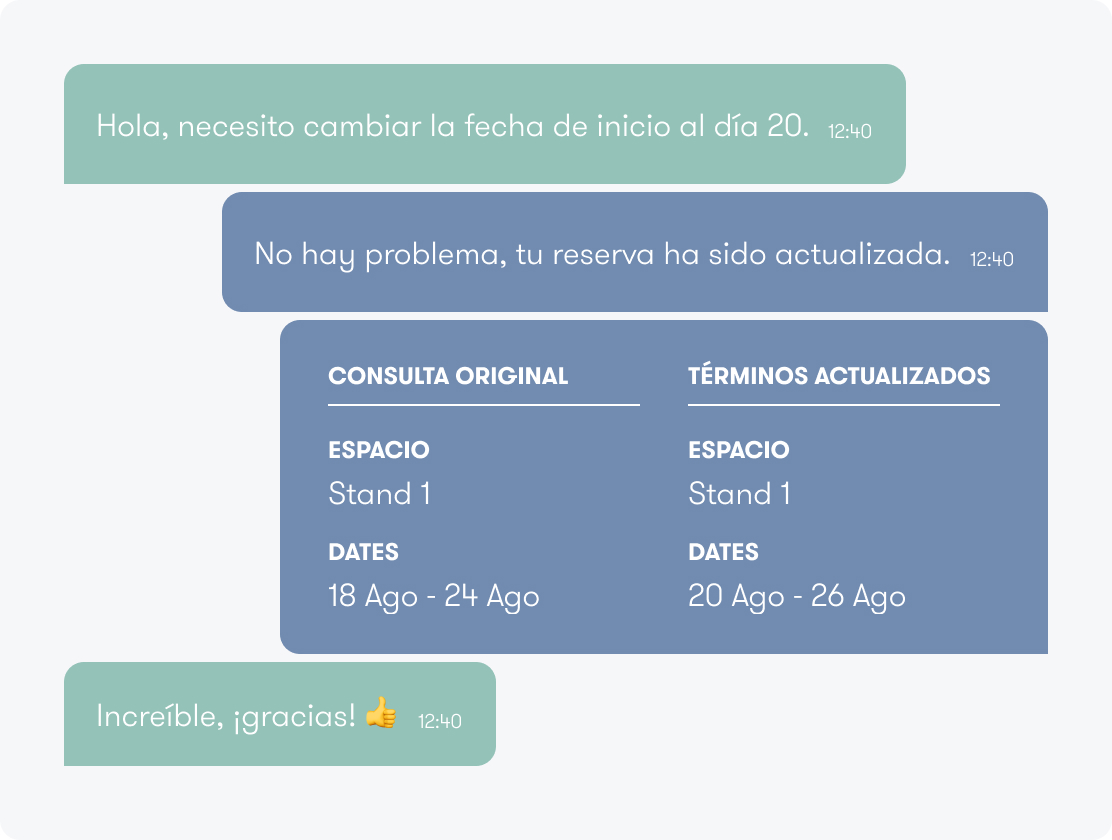 Hola, necesito cambiar la fecha de inicio al día 20. 12:40
No hay problema, tu reserva ha sido actualizada. 12:40
CONSULTA ORIGINAL
ESPACIO
Stand 1
DATES
18 Ago - 24 Ago
TÉRMINOS ACTUALIZADOS
ESPACIO
Stand 1
DATES
20 Ago - 26 Ago
Increíble, ¡gracias! 👍 12:40